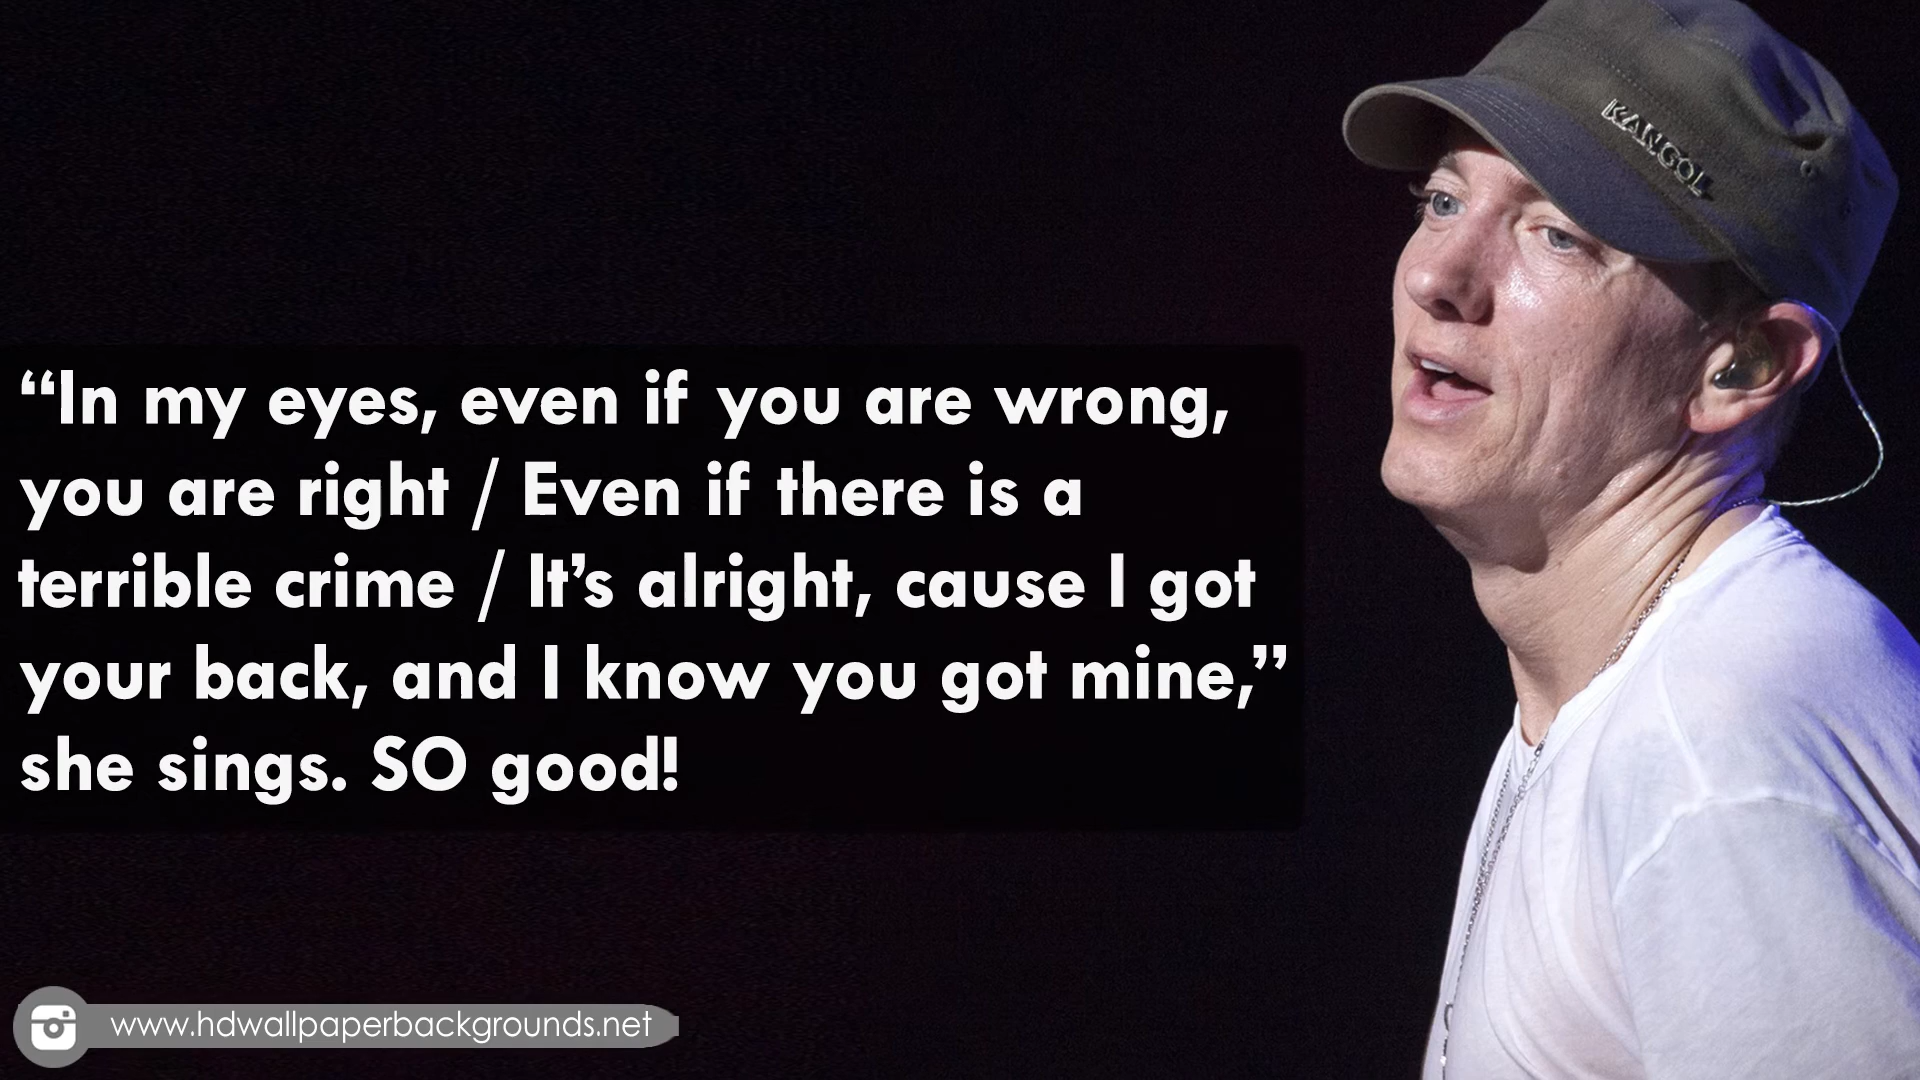 KANGOL
“In my eyes, even if you are wrong,
you are right / Even if there is a
terrible crime / It’s alright, cause I got
your back, and I know you got mine,”
she sings. SO good!
www.hdwallpaperbackgrounds.net